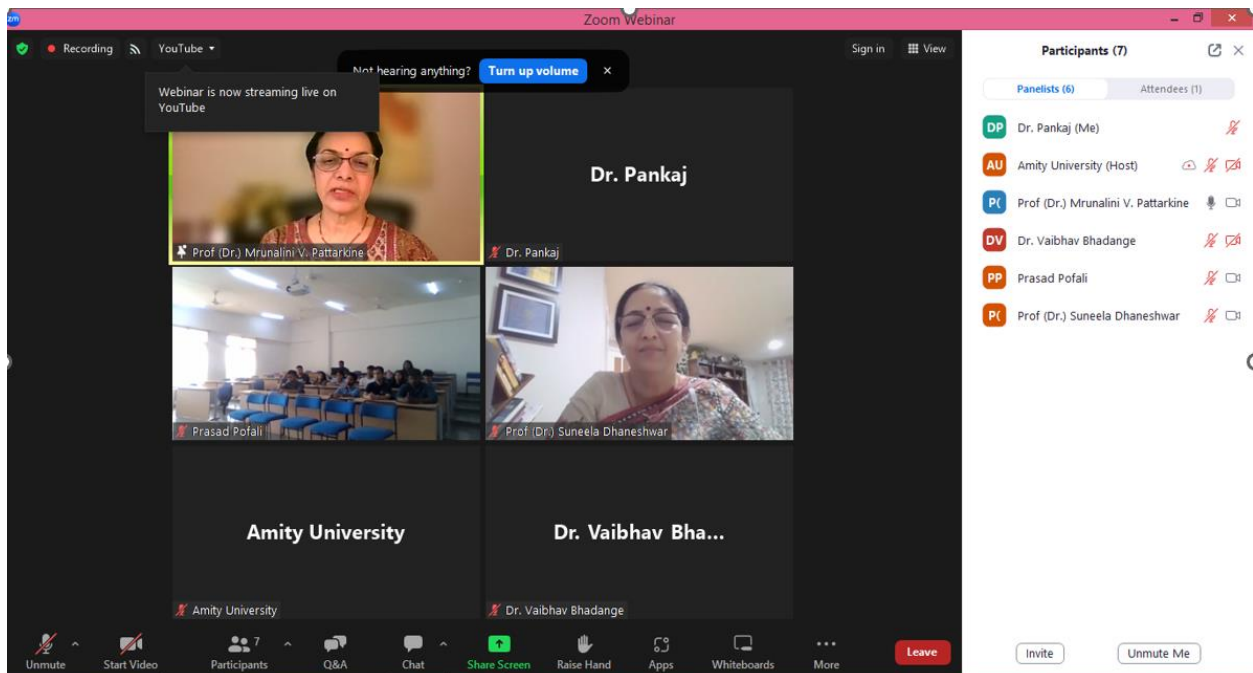 zm
Zoom Webinar
Recording
YouTube
Sign in
View
Webinar is now streaming live on
YouTube
Not hearing anything?
Turn up volume
Prof (Dr.) Mrunalini V. Pattarkine
Dr. Pankaj
Dr. Pankaj
Prasad Pofali
Prof (Dr.) Suneela Dhaneshwar
Amity University
Amity University
Dr. Vaibhav Bha...
Dr. Vaibhav Bhadange
Unmute
Start Video
7
Participants
Q&A
Chat
Share Screen
Raise Hand
Apps
Whiteboards
More
Leave
Participants (7)
Panelists (6)
Attendees (1)
DP
Dr. Pankaj (Me)
AU
Amity University (Host)
P(
Prof (Dr.) Mrunalini V. Pattarkine
DV
Dr. Vaibhav Bhadange
PP
Prasad Pofali
P(
Prof (Dr.) Suneela Dhaneshwar
Invite
Unmute Me